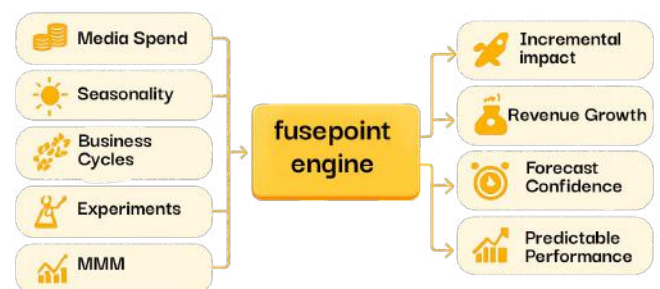 Media Spend
Seasonality
Business
Cycles
Experiments
MMM
fusepoint
engine
Incremental
impact
Revenue Growth
Forecast
Confidence
Predictable
Performance